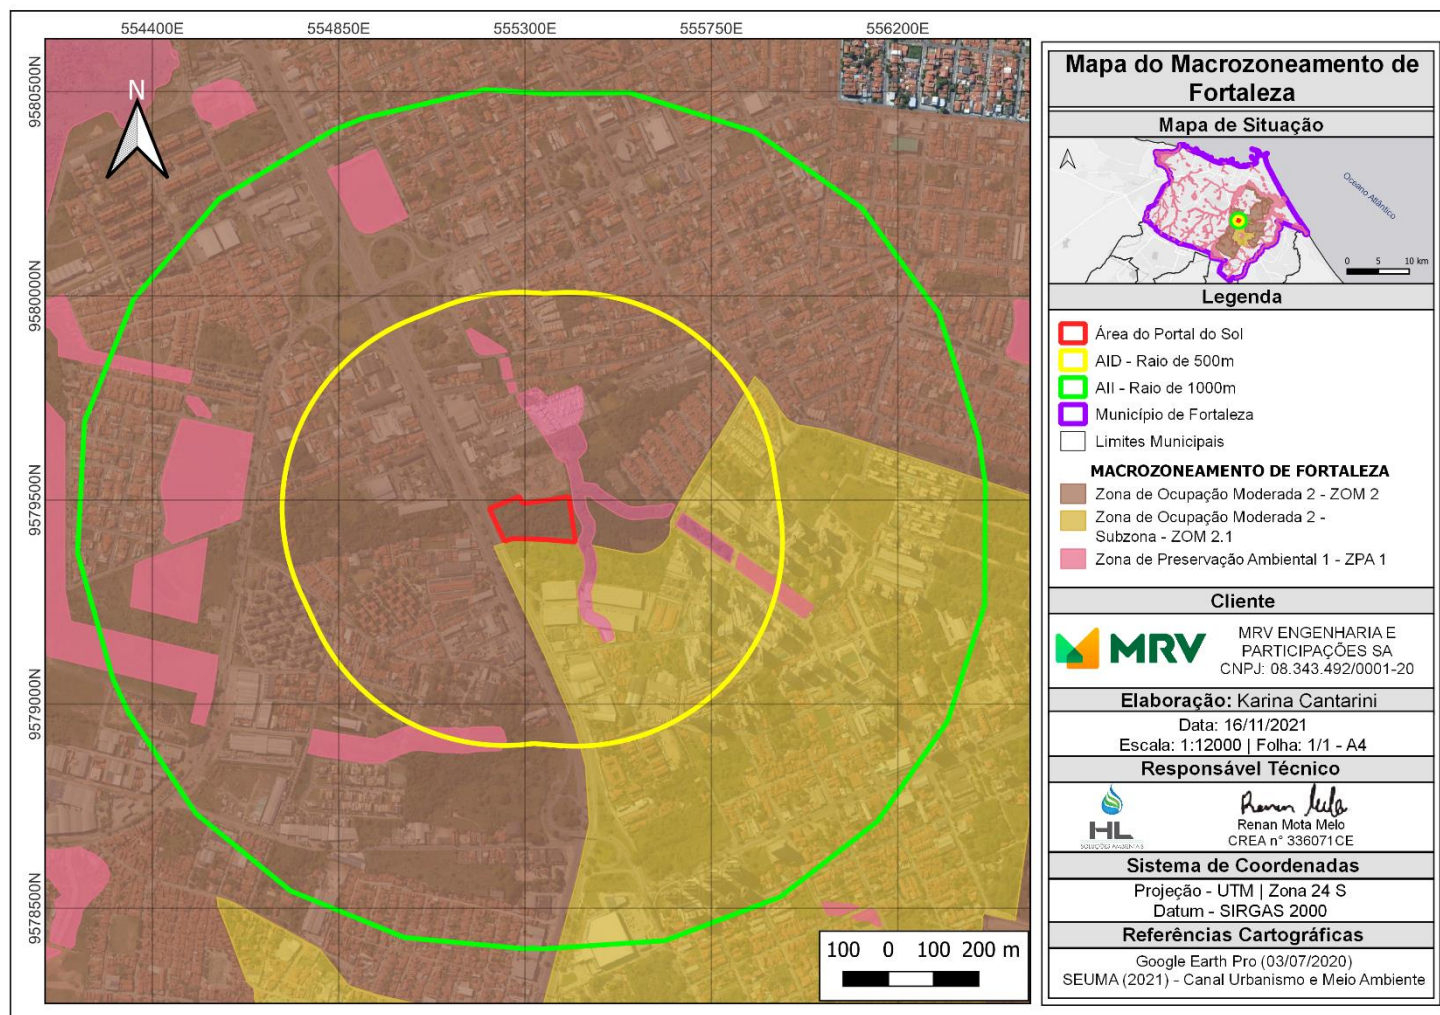 554400E 554850E 555300E 555750E 556200E
9580500N
9580000N
9579500N
9579000N
9578500N
N
100 0 100 200 m
Mapa do Macrozoneamento de
Fortaleza
Mapa de Situação
Oceano Atlântico
0 5 10 km
Legenda
Área do Portal do Sol
AID - Raio de 500m
AII - Raio de 1000m
Município de Fortaleza
Limites Municipais
MACROZONEAMENTO DE FORTALEZA
Zona de Ocupação Moderada 2 - ZOM 2
Zona de Ocupação Moderada 2 -
Subzona - ZOM 2.1
Zona de Preservação Ambiental 1 - ZPA 1
Cliente
MRV
MRV ENGENHARIA E
PARTICIPAÇÕES SA
CNPJ: 08.343.492/0001-20
Elaboração: Karina Cantarini
Data: 16/11/2021
Escala: 1:12000 | Folha: 1/1 - A4
Responsável Técnico
HL
SOLUÇÕES AMBIENTAIS
Renan Mota Melo
CREA n° 336071CE
Sistema de Coordenadas
Projeção - UTM | Zona 24 S
Datum - SIRGAS 2000
Referências Cartográficas
Google Earth Pro (03/07/2020)
SEUMA (2021) - Canal Urbanismo e Meio Ambiente